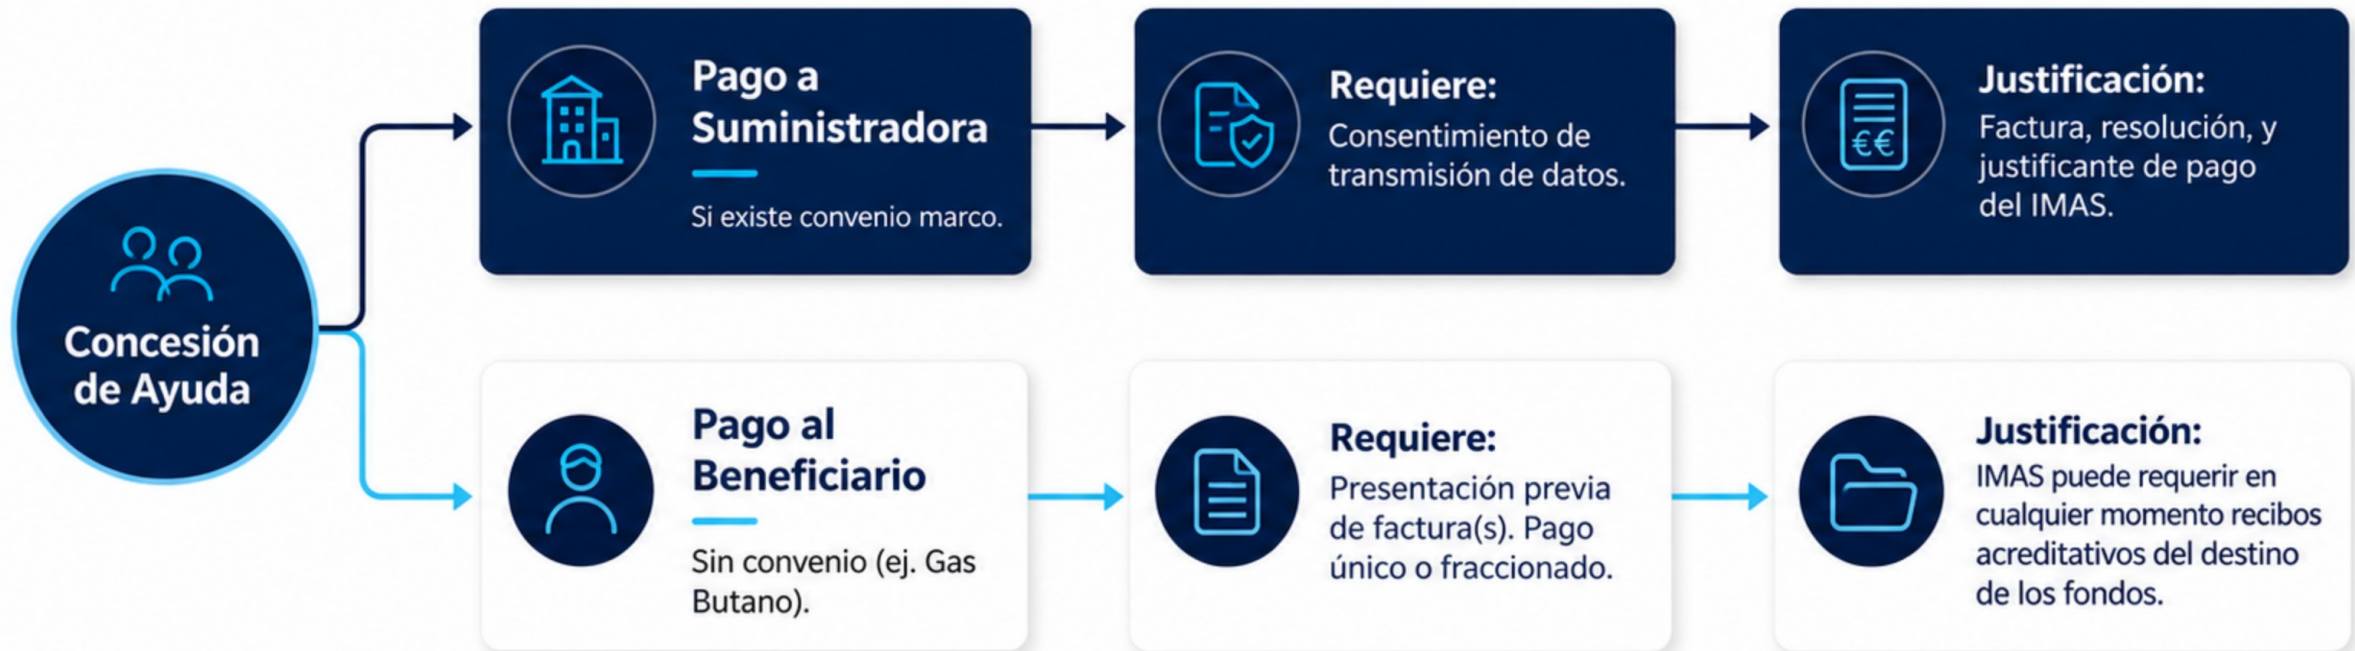 Concesión
de Ayuda
Pago a
Suministradora
Si existe convenio marco.
Requiere:
Consentimiento de
transmisión de datos.
€€
Justificación:
Factura, resolución, y
justificante de pago
del IMAS.
Pago al
Beneficiario
Sin convenio (ej. Gas
Butano).
Requiere:
Presentación previa
de factura(s). Pago
único o fraccionado.
Justificación:
IMAS puede requerir en
cualquier momento recibos
acreditativos del destino
de los fondos.